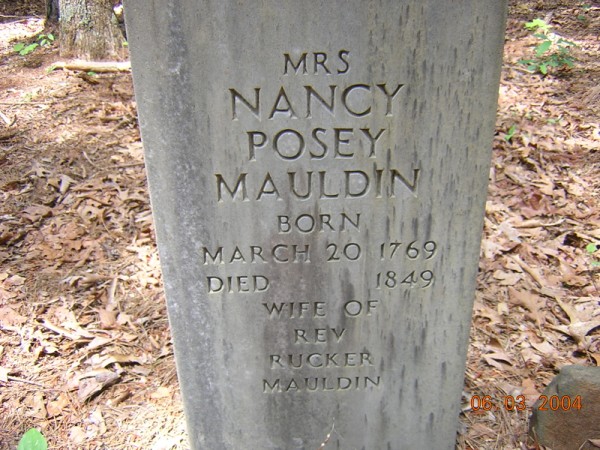 MRS
NANCY
POSEY
MAULDIN
BORN
MARCH 20 1769
DIED 1849
WIFE OF
REV
RUCKER
MAULDIN
06.03.2004